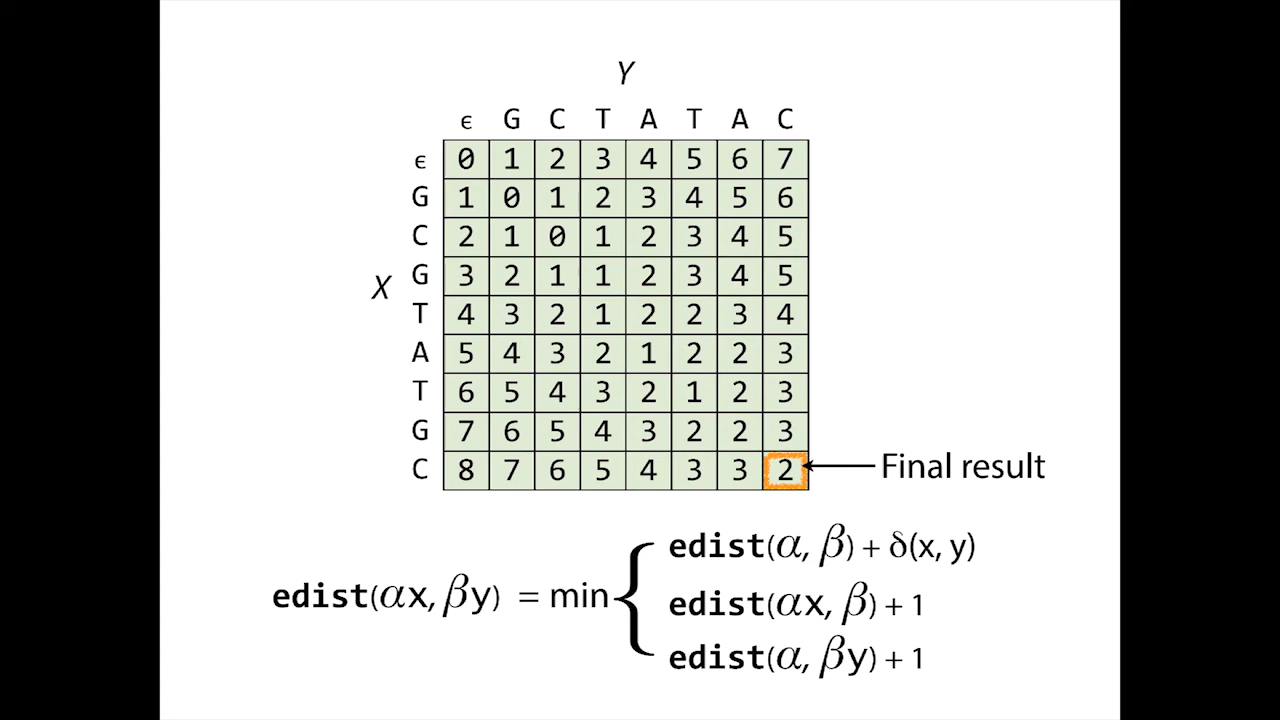 Y
ϵ G C T A T A C
ϵ 0 1 2 3 4 5 6 7
G 1 0 1 2 3 4 5 6
C 2 1 0 1 2 3 4 5
X G 3 2 1 1 2 3 4 5
T 4 3 2 1 2 2 3 4
A 5 4 3 2 1 2 2 3
T 6 5 4 3 2 1 2 3
G 7 6 5 4 3 2 2 3
C 8 7 6 5 4 3 3 2 Final result
edist(α, β) + δ(x, y)
edist(αx, βy) = min { edist(αx, β) + 1
edist(α, βy) + 1